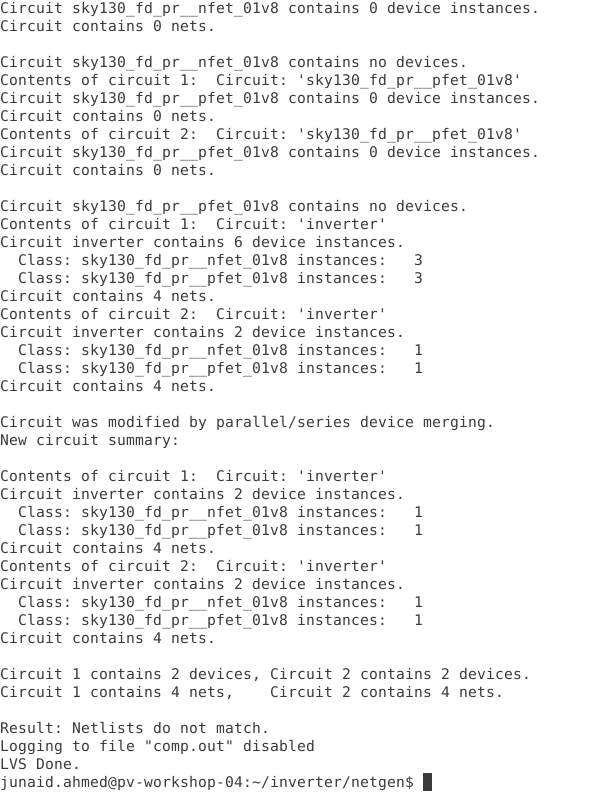 Circuit sky130_fd_pr__nfet_01v8 contains 0 device instances.
Circuit contains 0 nets.

Circuit sky130_fd_pr__nfet_01v8 contains no devices.
Contents of circuit 1:  Circuit: 'sky130_fd_pr__pfet_01v8'
Circuit sky130_fd_pr__pfet_01v8 contains 0 device instances.
Circuit contains 0 nets.
Contents of circuit 2:  Circuit: 'sky130_fd_pr__pfet_01v8'
Circuit sky130_fd_pr__pfet_01v8 contains 0 device instances.
Circuit contains 0 nets.

Circuit sky130_fd_pr__pfet_01v8 contains no devices.
Contents of circuit 1:  Circuit: 'inverter'
Circuit inverter contains 6 device instances.
  Class: sky130_fd_pr__nfet_01v8 instances:   3
  Class: sky130_fd_pr__pfet_01v8 instances:   3
Circuit contains 4 nets.
Contents of circuit 2:  Circuit: 'inverter'
Circuit inverter contains 2 device instances.
  Class: sky130_fd_pr__nfet_01v8 instances:   1
  Class: sky130_fd_pr__pfet_01v8 instances:   1
Circuit contains 4 nets.

Circuit was modified by parallel/series device merging.
New circuit summary:

Contents of circuit 1:  Circuit: 'inverter'
Circuit inverter contains 2 device instances.
  Class: sky130_fd_pr__nfet_01v8 instances:   1
  Class: sky130_fd_pr__pfet_01v8 instances:   1
Circuit contains 4 nets.
Contents of circuit 2:  Circuit: 'inverter'
Circuit inverter contains 2 device instances.
  Class: sky130_fd_pr__nfet_01v8 instances:   1
  Class: sky130_fd_pr__pfet_01v8 instances:   1
Circuit contains 4 nets.

Circuit 1 contains 2 devices, Circuit 2 contains 2 devices.
Circuit 1 contains 4 nets,    Circuit 2 contains 4 nets.

Result: Netlists do not match.
Logging to file "comp.out" disabled
LVS Done.
junaid.ahmed@pv-workshop-04:~/inverter/netgen$